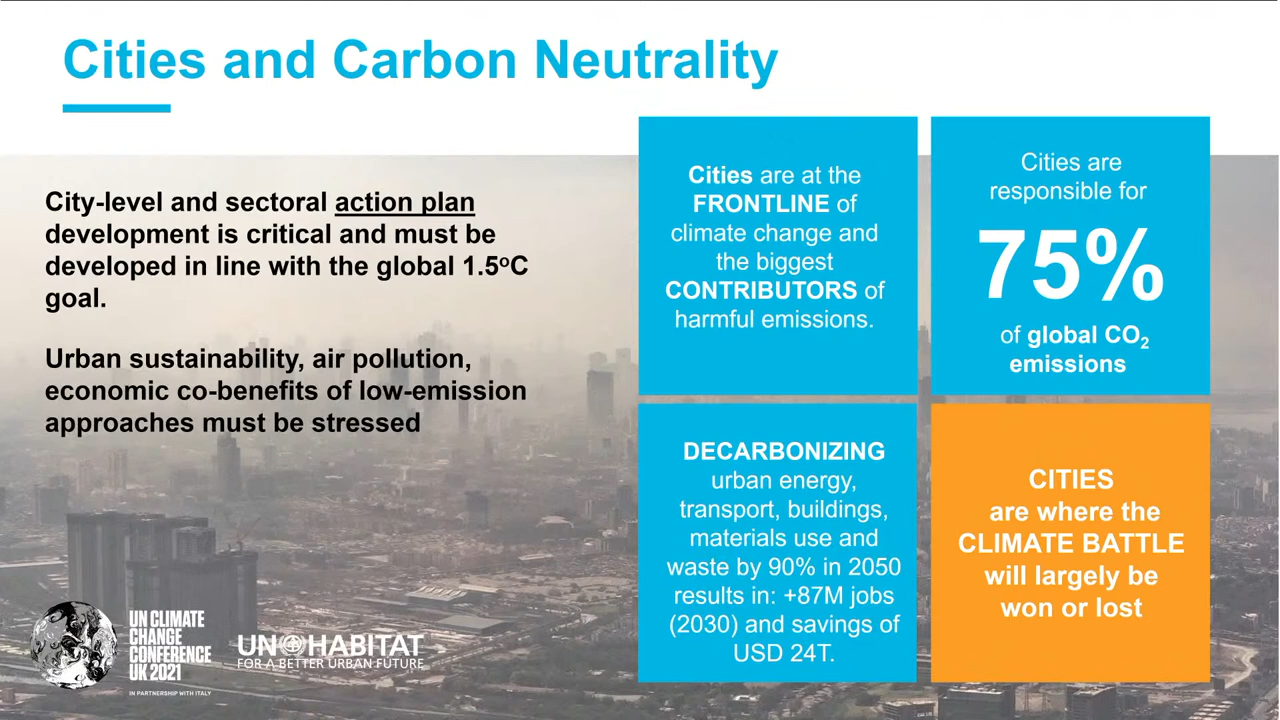 Cities and Carbon Neutrality
City-level and sectoral action plan
development is critical and must be
developed in line with the global 1.5ºC
goal.
Urban sustainability, air pollution,
economic co-benefits of low-emission
approaches must be stressed
Cities are at the
FRONTLINE of
climate change and
the biggest
CONTRIBUTORS of
harmful emissions.
Cities are
responsible for
75%
of global CO₂
emissions
DECARBONIZING
urban energy,
transport, buildings,
materials use and
waste by 90% in 2050
results in: +87M jobs
(2030) and savings of
USD 24T.
CITIES
are where the
CLIMATE BATTLE
will largely be
won or lost
UN CLIMATE
CHANGE
CONFERENCE
UK 2021
IN PARTNERSHIP WITH ITALY
UN HABITAT
FOR A BETTER URBAN FUTURE